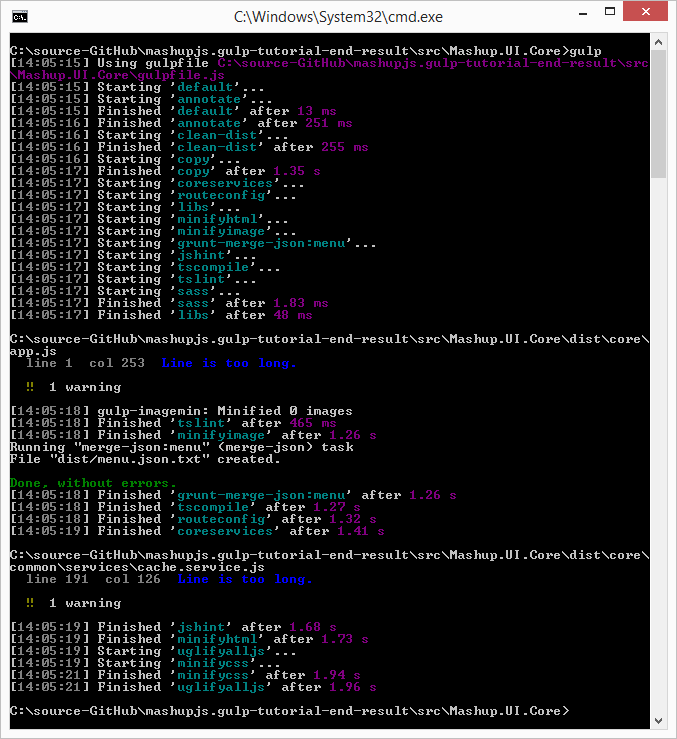 C:\Windows\System32\cmd.exe
C:\source-GitHub\mashupjs.gulp-tutorial-end-result\src\Mashup.UI.Core>gulp
[14:05:15] Using gulpfile C:\source-GitHub\mashupjs.gulp-tutorial-end-result\src
\Mashup.UI.Core\gulpfile.js
[14:05:15] Starting 'default'...
[14:05:15] Starting 'annotate'...
[14:05:15] Finished 'default' after 13 ms
[14:05:16] Finished 'annotate' after 251 ms
[14:05:16] Starting 'clean-dist'...
[14:05:16] Finished 'clean-dist' after 255 ms
[14:05:16] Starting 'copy'...
[14:05:17] Finished 'copy' after 1.35 s
[14:05:17] Starting 'coreservices'...
[14:05:17] Starting 'routeconfig'...
[14:05:17] Starting 'libs'...
[14:05:17] Starting 'minifyhtml'...
[14:05:17] Starting 'minifyimage'...
[14:05:17] Starting 'grunt-merge-json:menu'...
[14:05:17] Starting 'jshint'...
[14:05:17] Starting 'tscompile'...
[14:05:17] Starting 'tslint'...
[14:05:17] Starting 'sass'...
[14:05:17] Finished 'sass' after 1.83 ms
[14:05:17] Finished 'libs' after 48 ms
C:\source-GitHub\mashupjs.gulp-tutorial-end-result\src\Mashup.UI.Core\dist\core\
app.js
line 1 col 253 Line is too long.
‼ 1 warning
[14:05:18] gulp-imagemin: Minified 0 images
[14:05:18] Finished 'tslint' after 465 ms
[14:05:18] Finished 'minifyimage' after 1.26 s
Running "merge-json:menu" (merge-json) task
File "dist/menu.json.txt" created.
Done, without errors.
[14:05:18] Finished 'grunt-merge-json:menu' after 1.26 s
[14:05:18] Finished 'tscompile' after 1.27 s
[14:05:18] Finished 'routeconfig' after 1.32 s
[14:05:19] Finished 'coreservices' after 1.41 s
C:\source-GitHub\mashupjs.gulp-tutorial-end-result\src\Mashup.UI.Core\dist\core\
common\services\cache.service.js
line 191 col 126 Line is too long.
‼ 1 warning
[14:05:19] Finished 'jshint' after 1.68 s
[14:05:19] Finished 'minifyhtml' after 1.73 s
[14:05:19] Starting 'uglifyalljs'...
[14:05:19] Starting 'minifycss'...
[14:05:21] Finished 'minifycss' after 1.94 s
[14:05:21] Finished 'uglifyalljs' after 1.96 s
C:\source-GitHub\mashupjs.gulp-tutorial-end-result\src\Mashup.UI.Core>